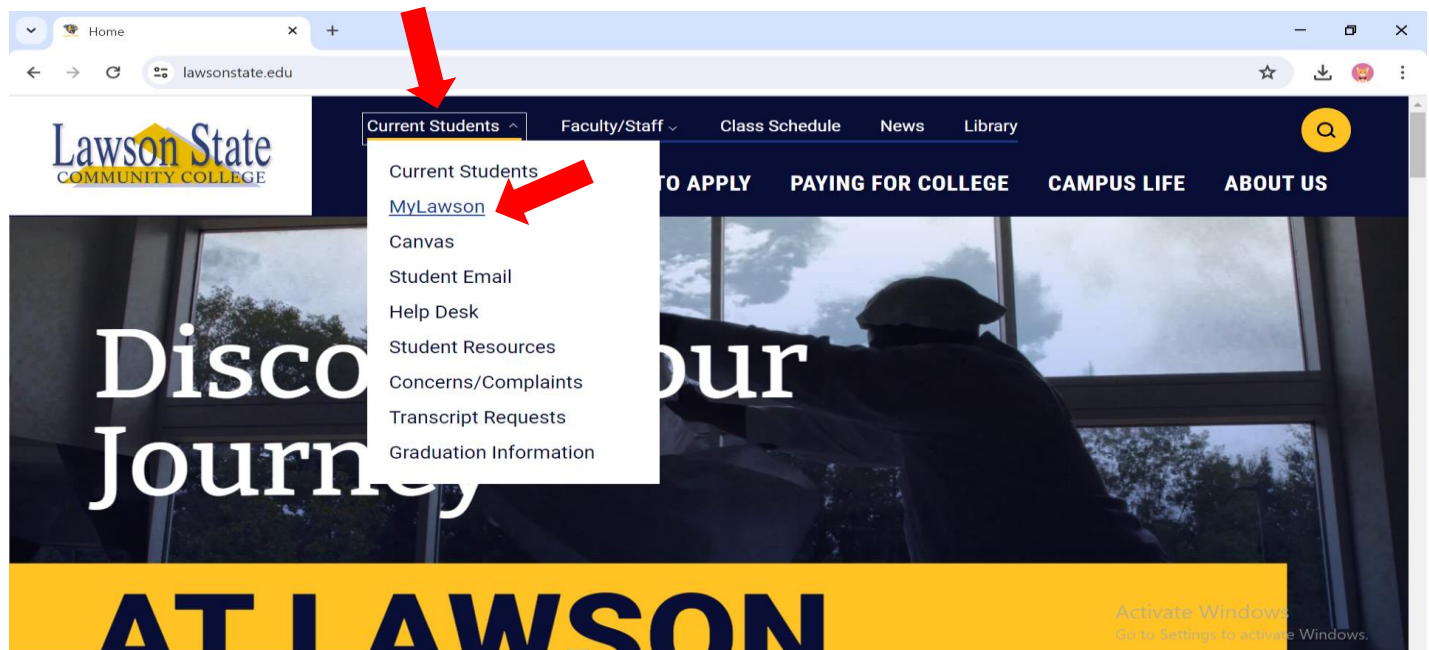 Home
lawsonstate.edu
Lawson State
COMMUNITY COLLEGE
Current Students Faculty/Staff Class Schedule News Library
TO APPLY PAYING FOR COLLEGE CAMPUS LIFE ABOUT US
Current Students
MyLawson
Canvas
Student Email
Help Desk
Student Resources
Concerns/Complaints
Transcript Requests
Graduation Information
Disco our
Journey
AT LAWSON
Activate Windows
Go to Settings to activate Windows.